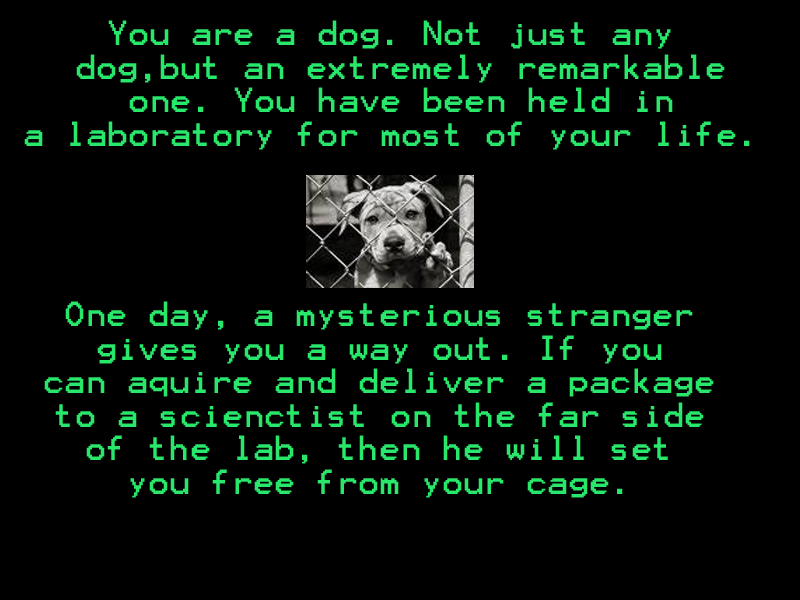 You are a dog. Not just any
dog,but an extremely remarkable
one. You have been held in
a laboratory for most of your life.
One day, a mysterious stranger
gives you a way out. If you
can aquire and deliver a package
to a scienctist on the far side
of the lab, then he will set
you free from your cage.